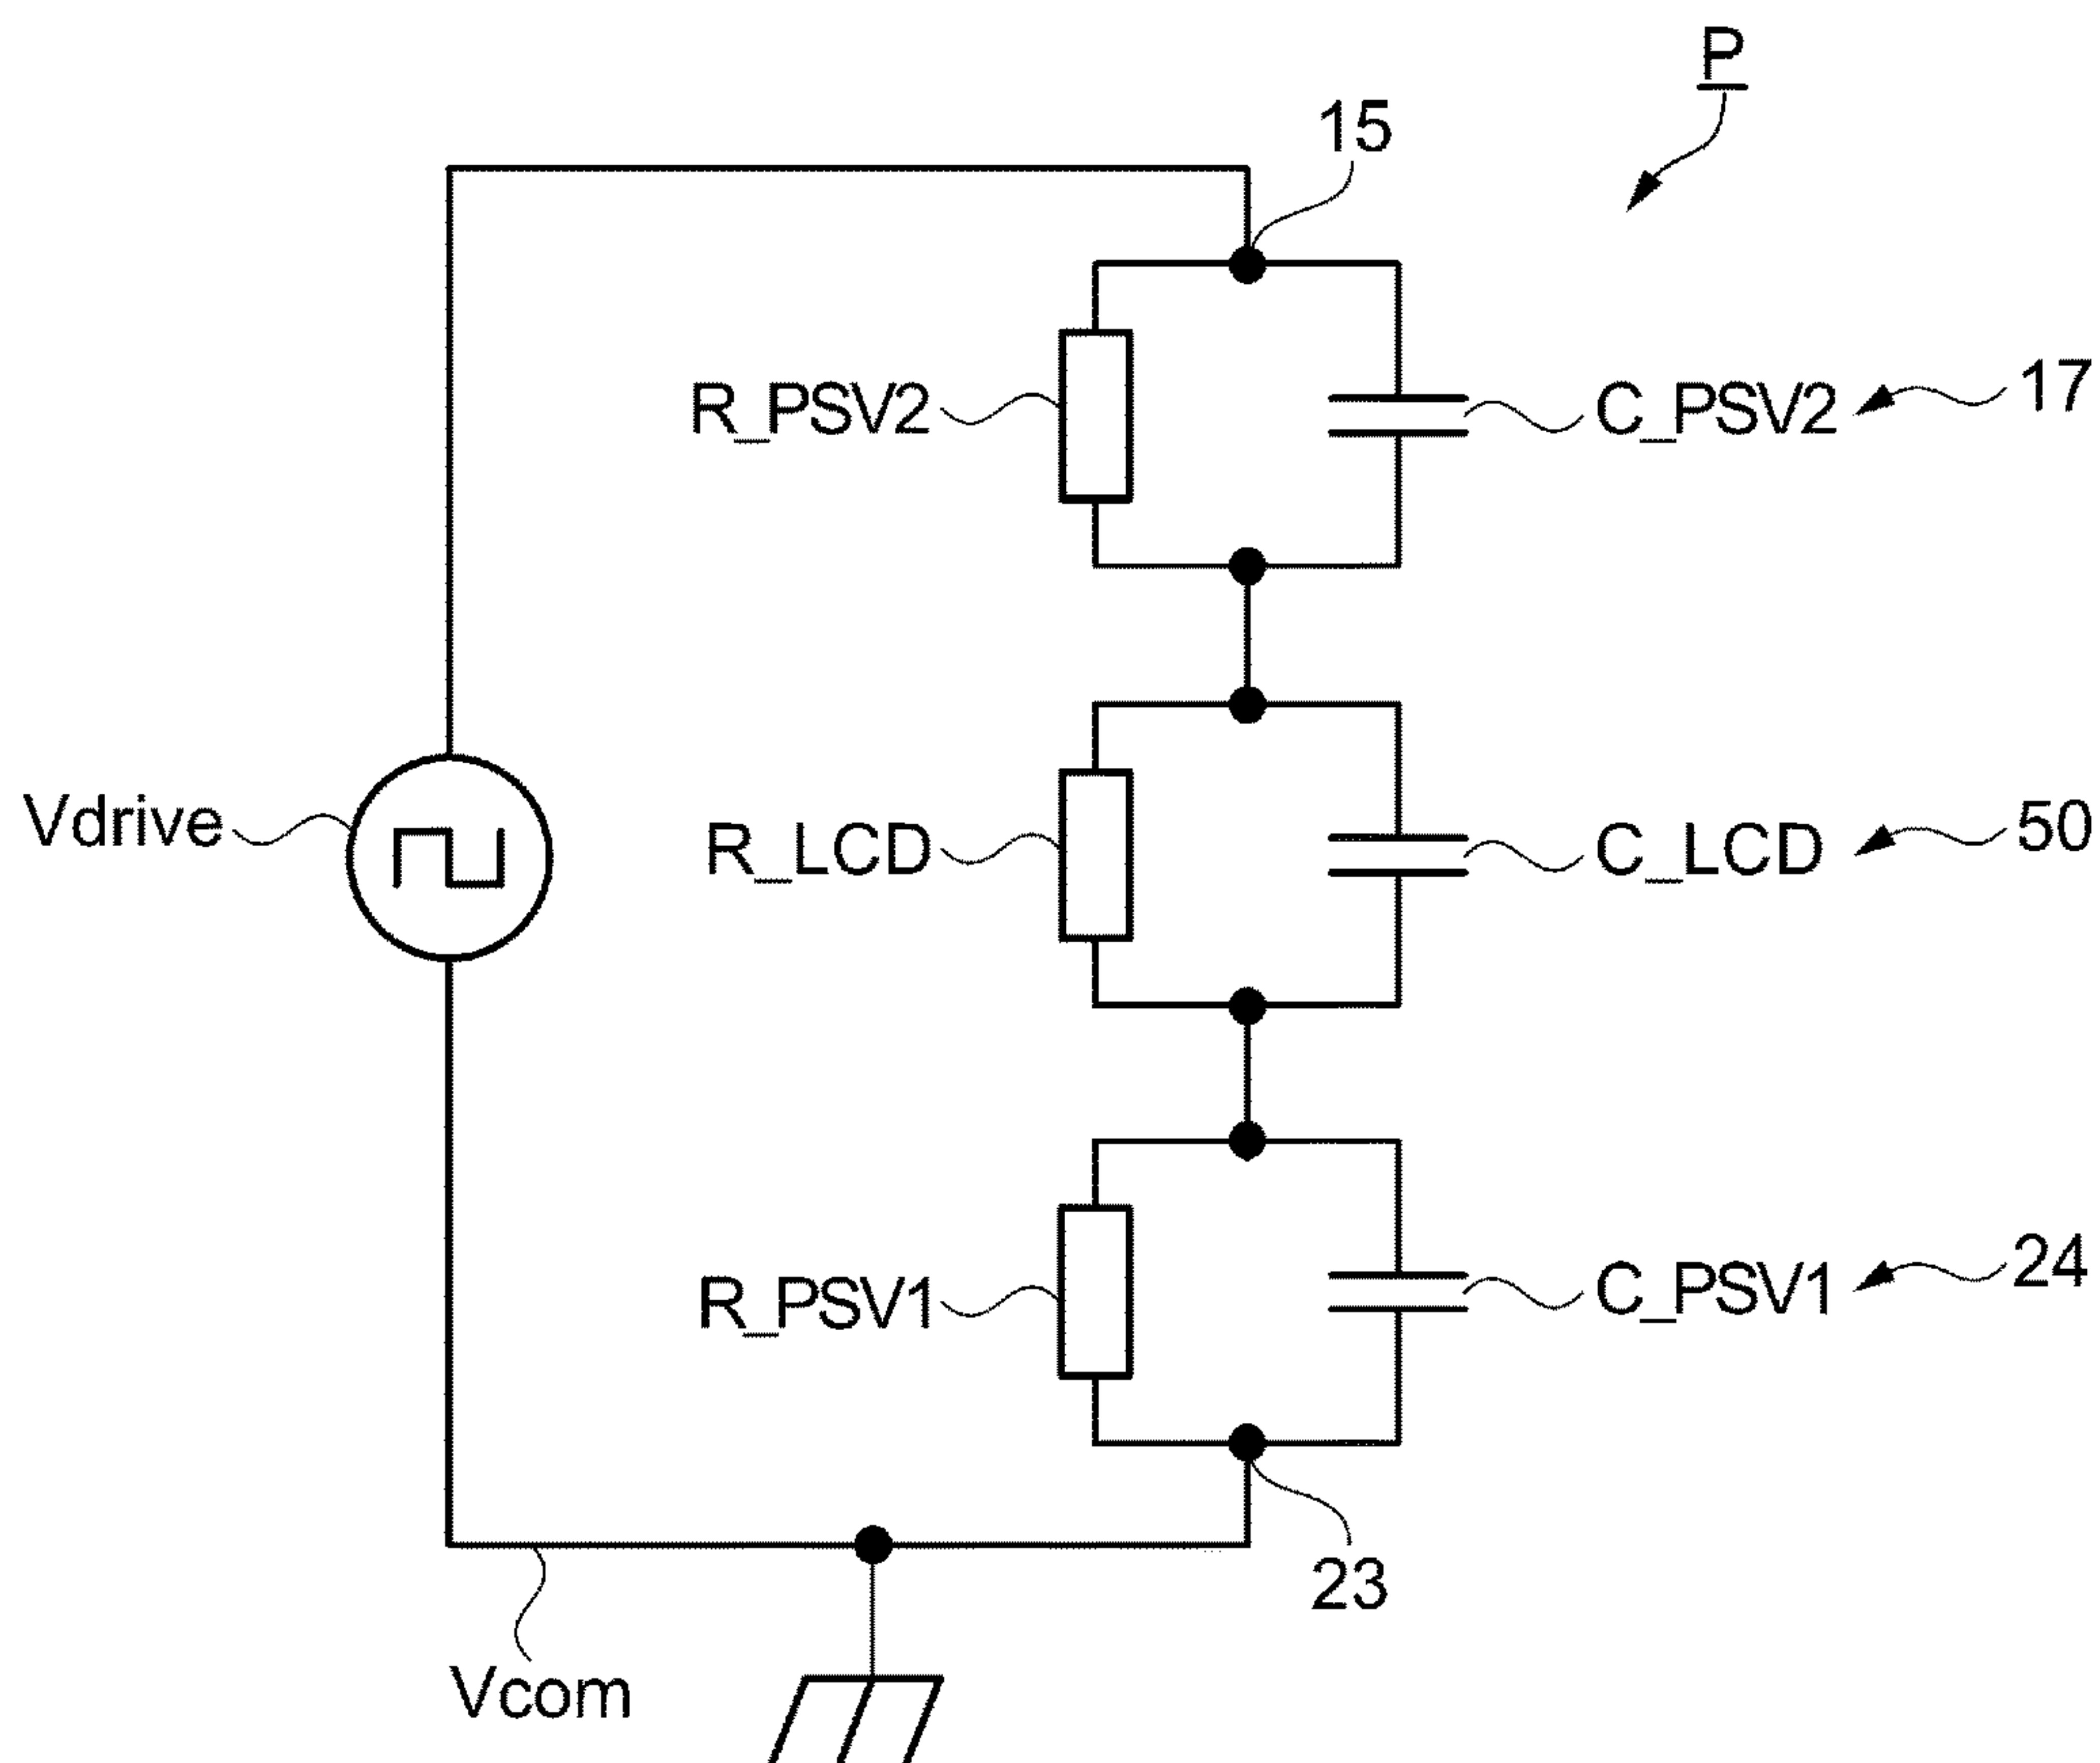 P
15
R_PSV2
C_PSV2
17
Vdrive
R_LCD
C_LCD
50
R_PSV1
C_PSV1
24
23
Vcom